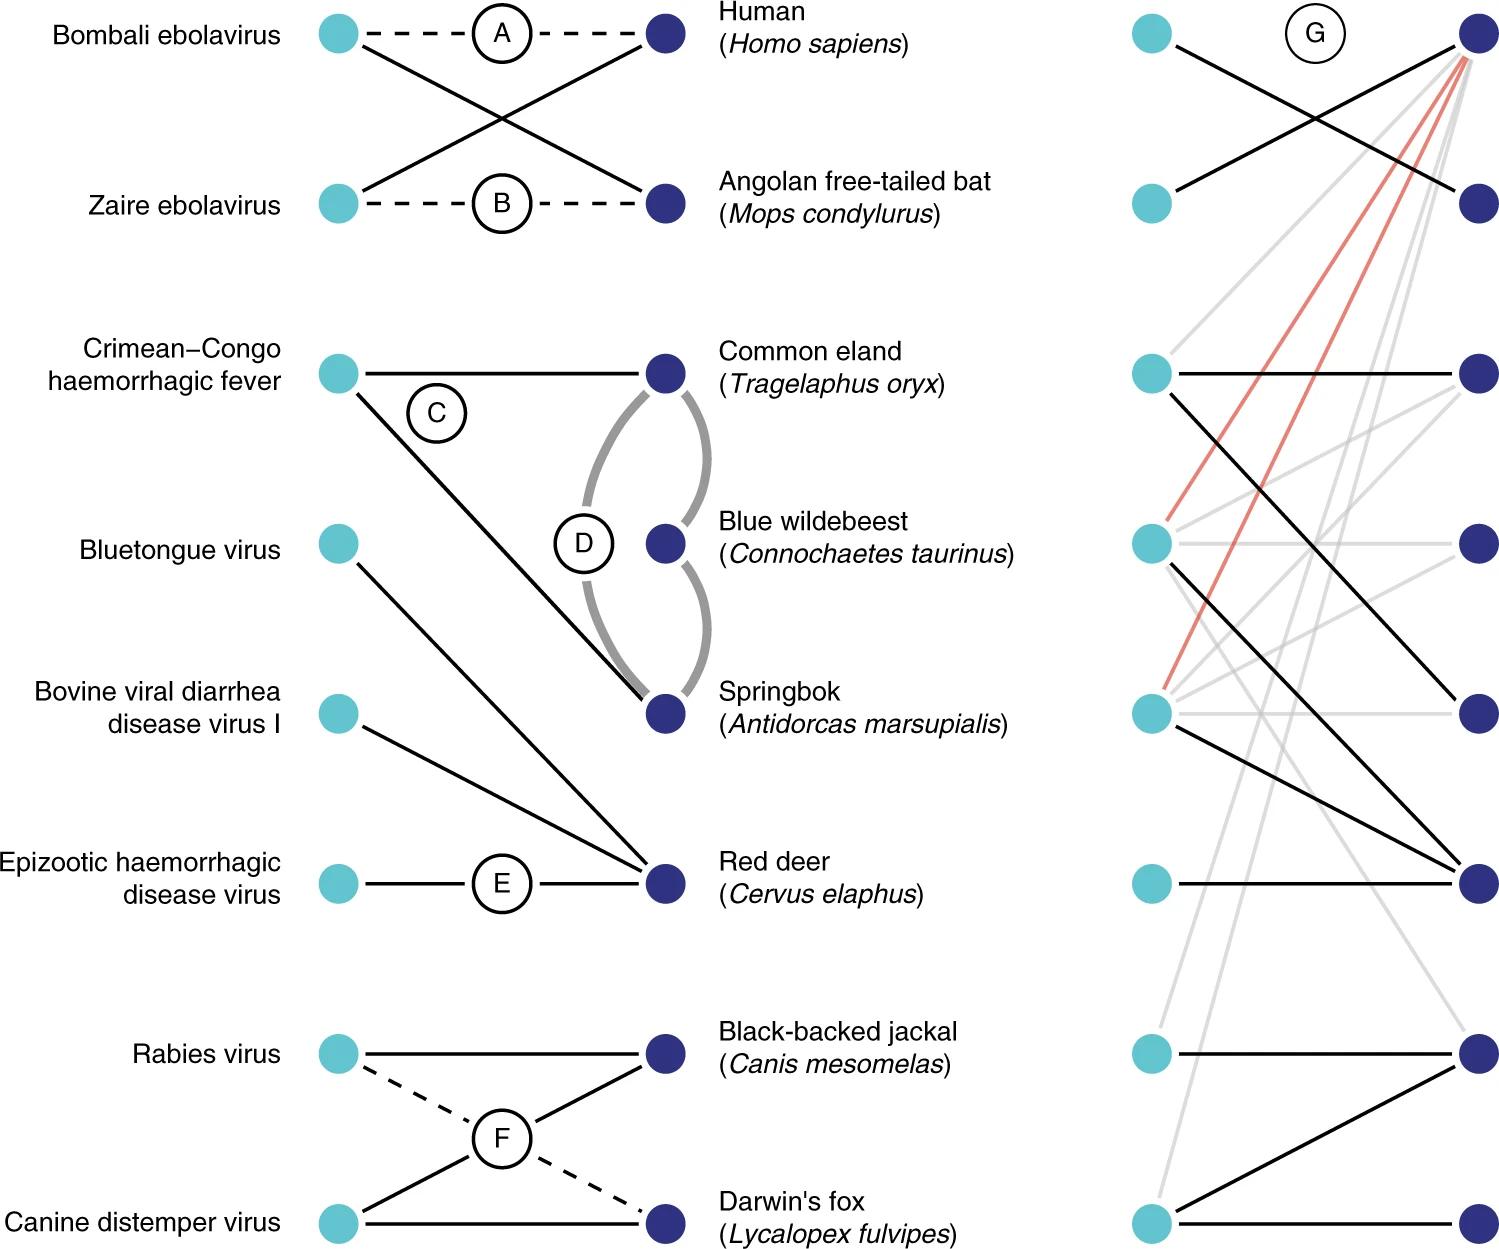 Bombali ebolavirus
A
Human
(Homo sapiens)
G
Zaire ebolavirus
B
Angolan free-tailed bat
(Mops condylurus)
Crimean−Congo
haemorrhagic fever
C
Common eland
(Tragelaphus oryx)
Bluetongue virus
D
Blue wildebeest
(Connochaetes taurinus)
Bovine viral diarrhea
disease virus I
Springbok
(Antidorcas marsupialis)
Epizootic haemorrhagic
disease virus
E
Red deer
(Cervus elaphus)
Rabies virus
Black-backed jackal
(Canis mesomelas)
F
Canine distemper virus
Darwin's fox
(Lycalopex fulvipes)